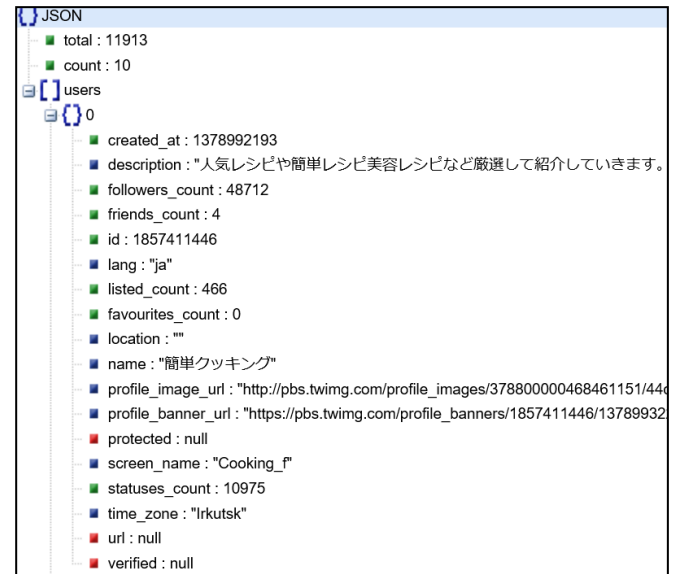 {} JSON
total : 11913
count : 10
[] users
{} 0
created_at : 1378992193
description : "人気レシピや簡単レシピ美容レシピなど厳選して紹介していきます。
followers_count : 48712
friends_count : 4
id : 1857411446
lang : "ja"
listed_count : 466
favourites_count : 0
location : ""
name : "簡単クッキング"
profile_image_url : "http://pbs.twimg.com/profile_images/378800000468461151/44
profile_banner_url : "https://pbs.twimg.com/profile_banners/1857411446/13789932
protected : null
screen_name : "Cooking_f"
statuses_count : 10975
time_zone : "Irkutsk"
url : null
verified : null